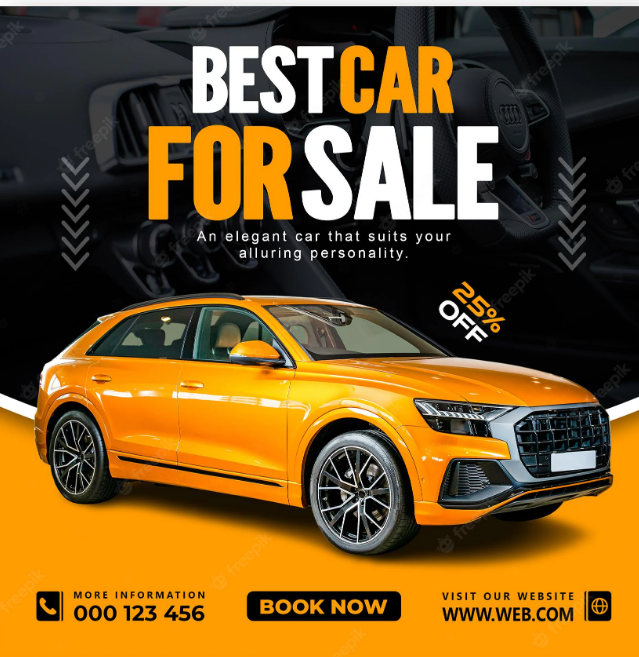 BEST CAR
FOR SALE
An elegant car that suits your
alluring personality.
25%
OFF
MORE INFORMATION
000 123 456
BOOK NOW
VISIT OUR WEBSITE
WWW.WEB.COM
freepik